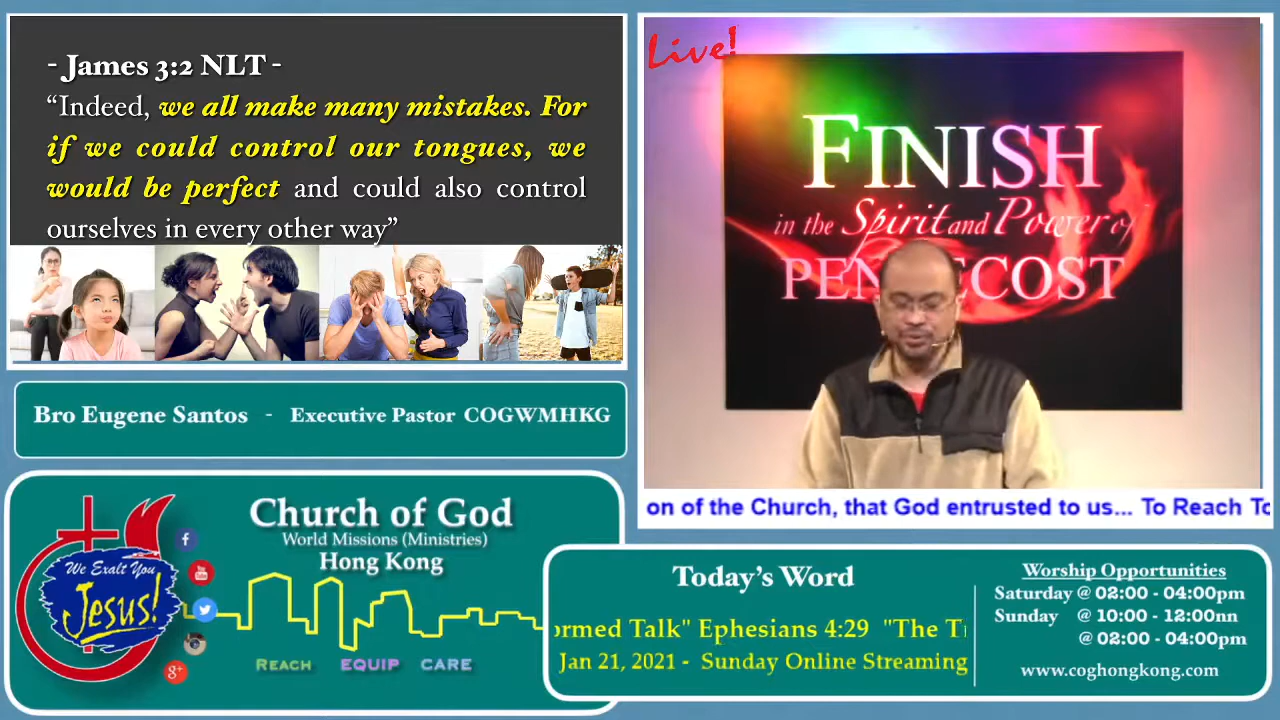 - James 3:2 NLT -
“Indeed, we all make many mistakes. For
if we could control our tongues, we
would be perfect and could also control
ourselves in every other way”
Live!
FINISH
in the Spirit and Power of
PENTECOST
Bro Eugene Santos - Executive Pastor COGWMHKG
on of the Church, that God entrusted to us... To Reach To
Church of God
World Missions (Ministries)
Hong Kong
We Exalt You
Jesus!
REACH EQUIP CARE
Today's Word
ormed Talk" Ephesians 4:29 "The T
Jan 21, 2021 - Sunday Online Streaming
Worship Opportunities
Saturday @ 02:00 - 04:00pm
Sunday @ 10:00 - 12:00nn
@ 02:00 - 04:00pm
www.coghongkong.com